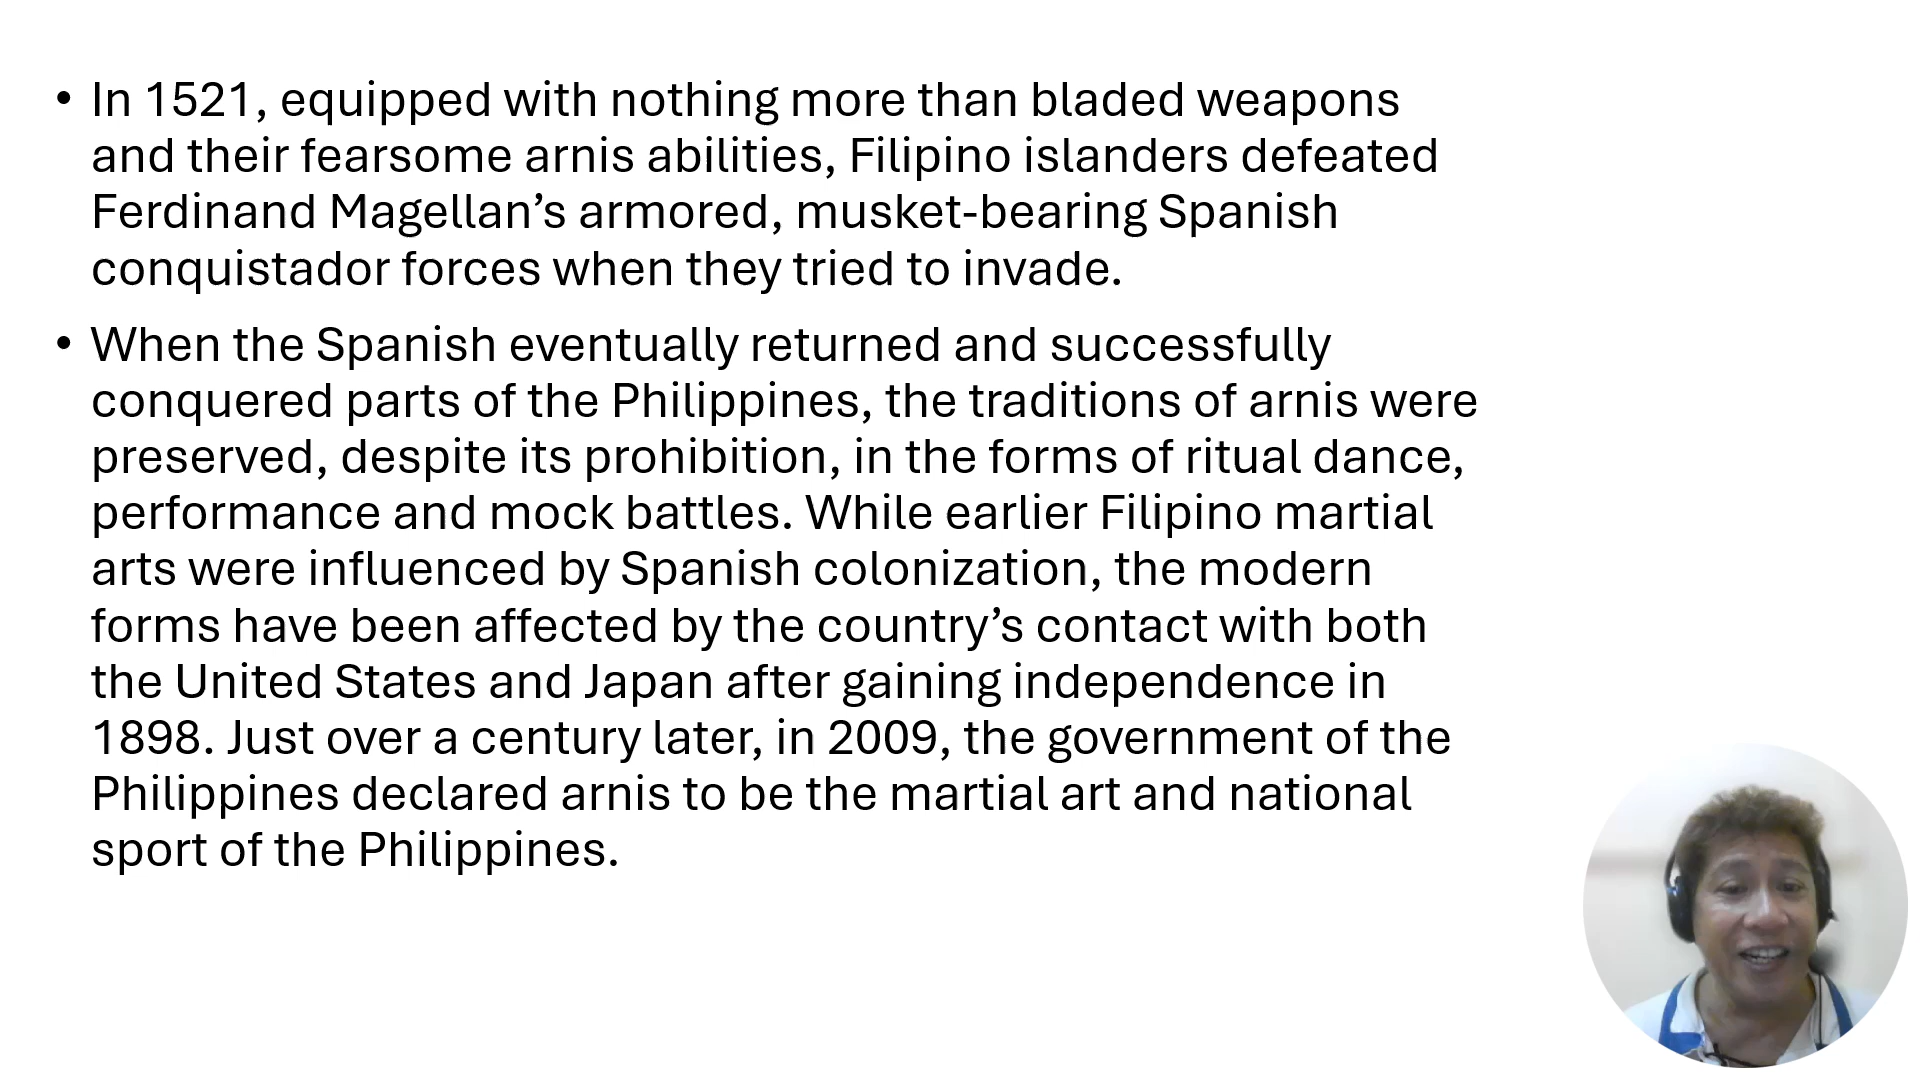 • In 1521, equipped with nothing more than bladed weapons
and their fearsome arnis abilities, Filipino islanders defeated
Ferdinand Magellan’s armored, musket-bearing Spanish
conquistador forces when they tried to invade.
• When the Spanish eventually returned and successfully
conquered parts of the Philippines, the traditions of arnis were
preserved, despite its prohibition, in the forms of ritual dance,
performance and mock battles. While earlier Filipino martial
arts were influenced by Spanish colonization, the modern
forms have been affected by the country’s contact with both
the United States and Japan after gaining independence in
1898. Just over a century later, in 2009, the government of the
Philippines declared arnis to be the martial art and national
sport of the Philippines.